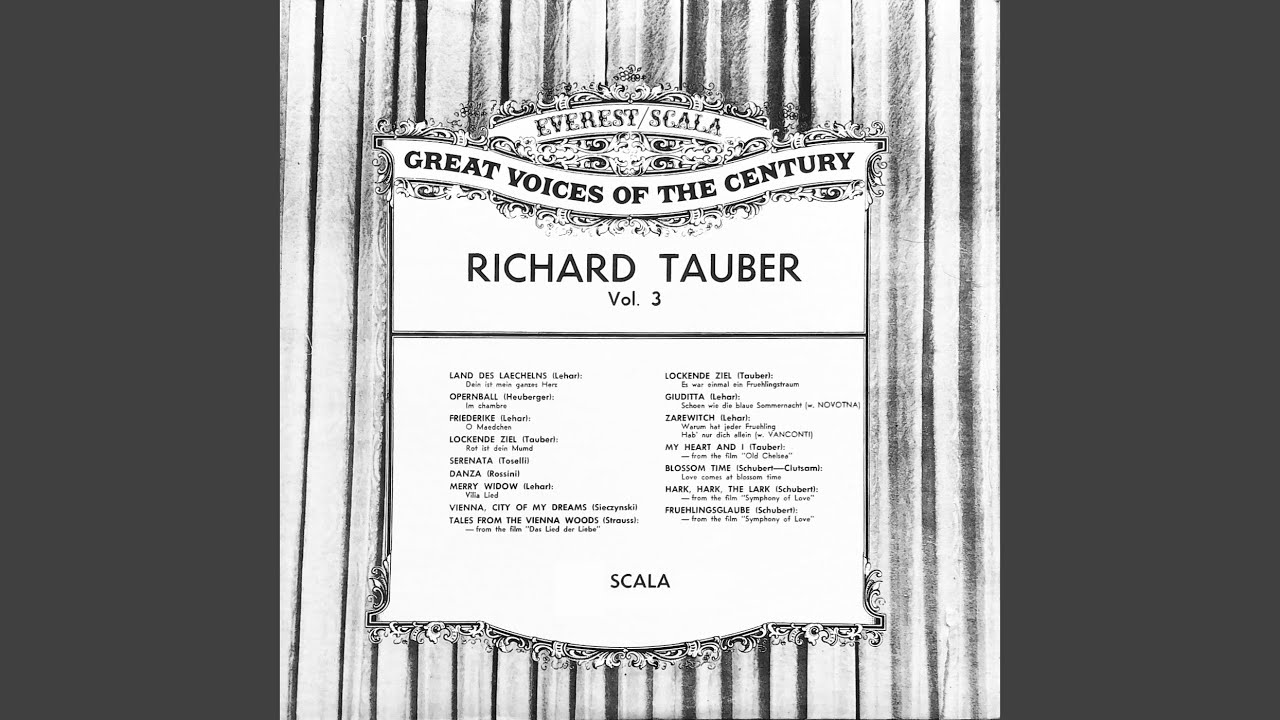 EVEREST/SCALA
GREAT VOICES OF THE CENTURY
RICHARD TAUBER
Vol. 3
LAND DES LAECHELNS (Lehar):
Dein ist mein ganzes Herz
OPERNBALL (Heuberger):
Im chambre
FRIEDERIKE (Lehar):
O Maedchen
LOCKENDE ZIEL (Tauber):
Rot ist dein Mumd
SERENATA (Toselli)
DANZA (Rossini)
MERRY WIDOW (Lehar):
Vilia Lied
VIENNA, CITY OF MY DREAMS (Sieczynski)
TALES FROM THE VIENNA WOODS (Strauss):
— from the film "Das Lied der Liebe"
LOCKENDE ZIEL (Tauber):
Es war einmal ein Fruehlingstraum
GIUDITTA (Lehar):
Schoen wie die blaue Sommernacht (w. NOVOTNA)
ZAREWITCH (Lehar):
Warum hat jeder Fruehling
Hab' nur dich allein (w. VANCONTI)
MY HEART AND I (Tauber):
— from the film "Old Chelsea"
BLOSSOM TIME (Schubert—Clutsam):
Love comes at blossom time
HARK, HARK, THE LARK (Schubert):
— from the film "Symphony of Love"
FRUEHLINGSGLAUBE (Schubert):
— from the film "Symphony of Love"
SCALA